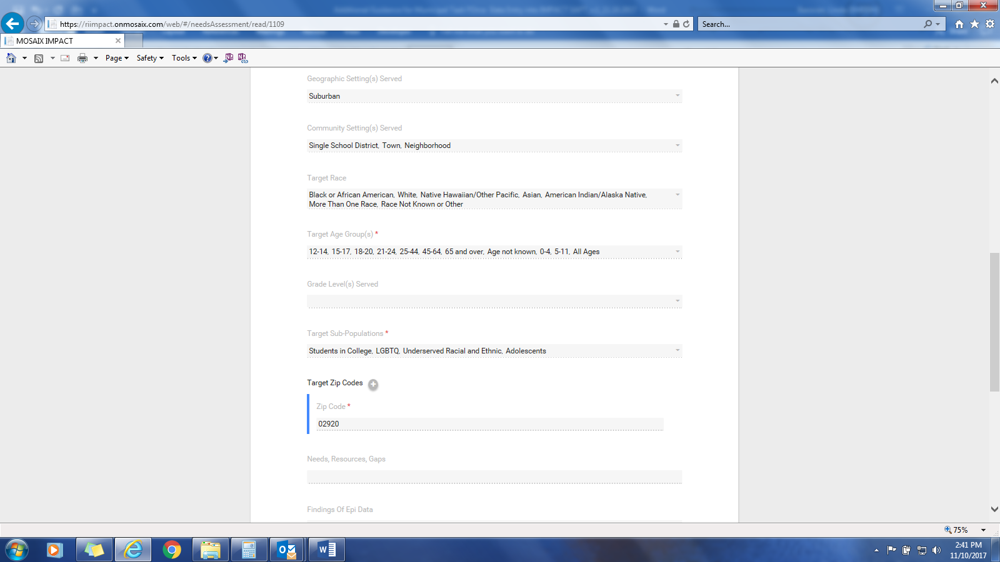 https://riimpact.onmosaix.com/web/#/needsAssessment/read/1109
Search...
MOSAIX IMPACT
Page
Safety
Tools
Geographic Setting(s) Served
Suburban
Community Setting(s) Served
Single School District, Town, Neighborhood
Target Race
Black or African American, White, Native Hawaiian/Other Pacific, Asian, American Indian/Alaska Native,
More Than One Race, Race Not Known or Other
Target Age Group(s) *
12-14, 15-17, 18-20, 21-24, 25-44, 45-64, 65 and over, Age not known, 0-4, 5-11, All Ages
Grade Level(s) Served
Target Sub-Populations *
Students in College, LGBTQ, Underserved Racial and Ethnic, Adolescents
Target Zip Codes
Zip Code *
02920
Needs, Resources, Gaps
Findings Of Epi Data
75%
2:41 PM
11/10/2017